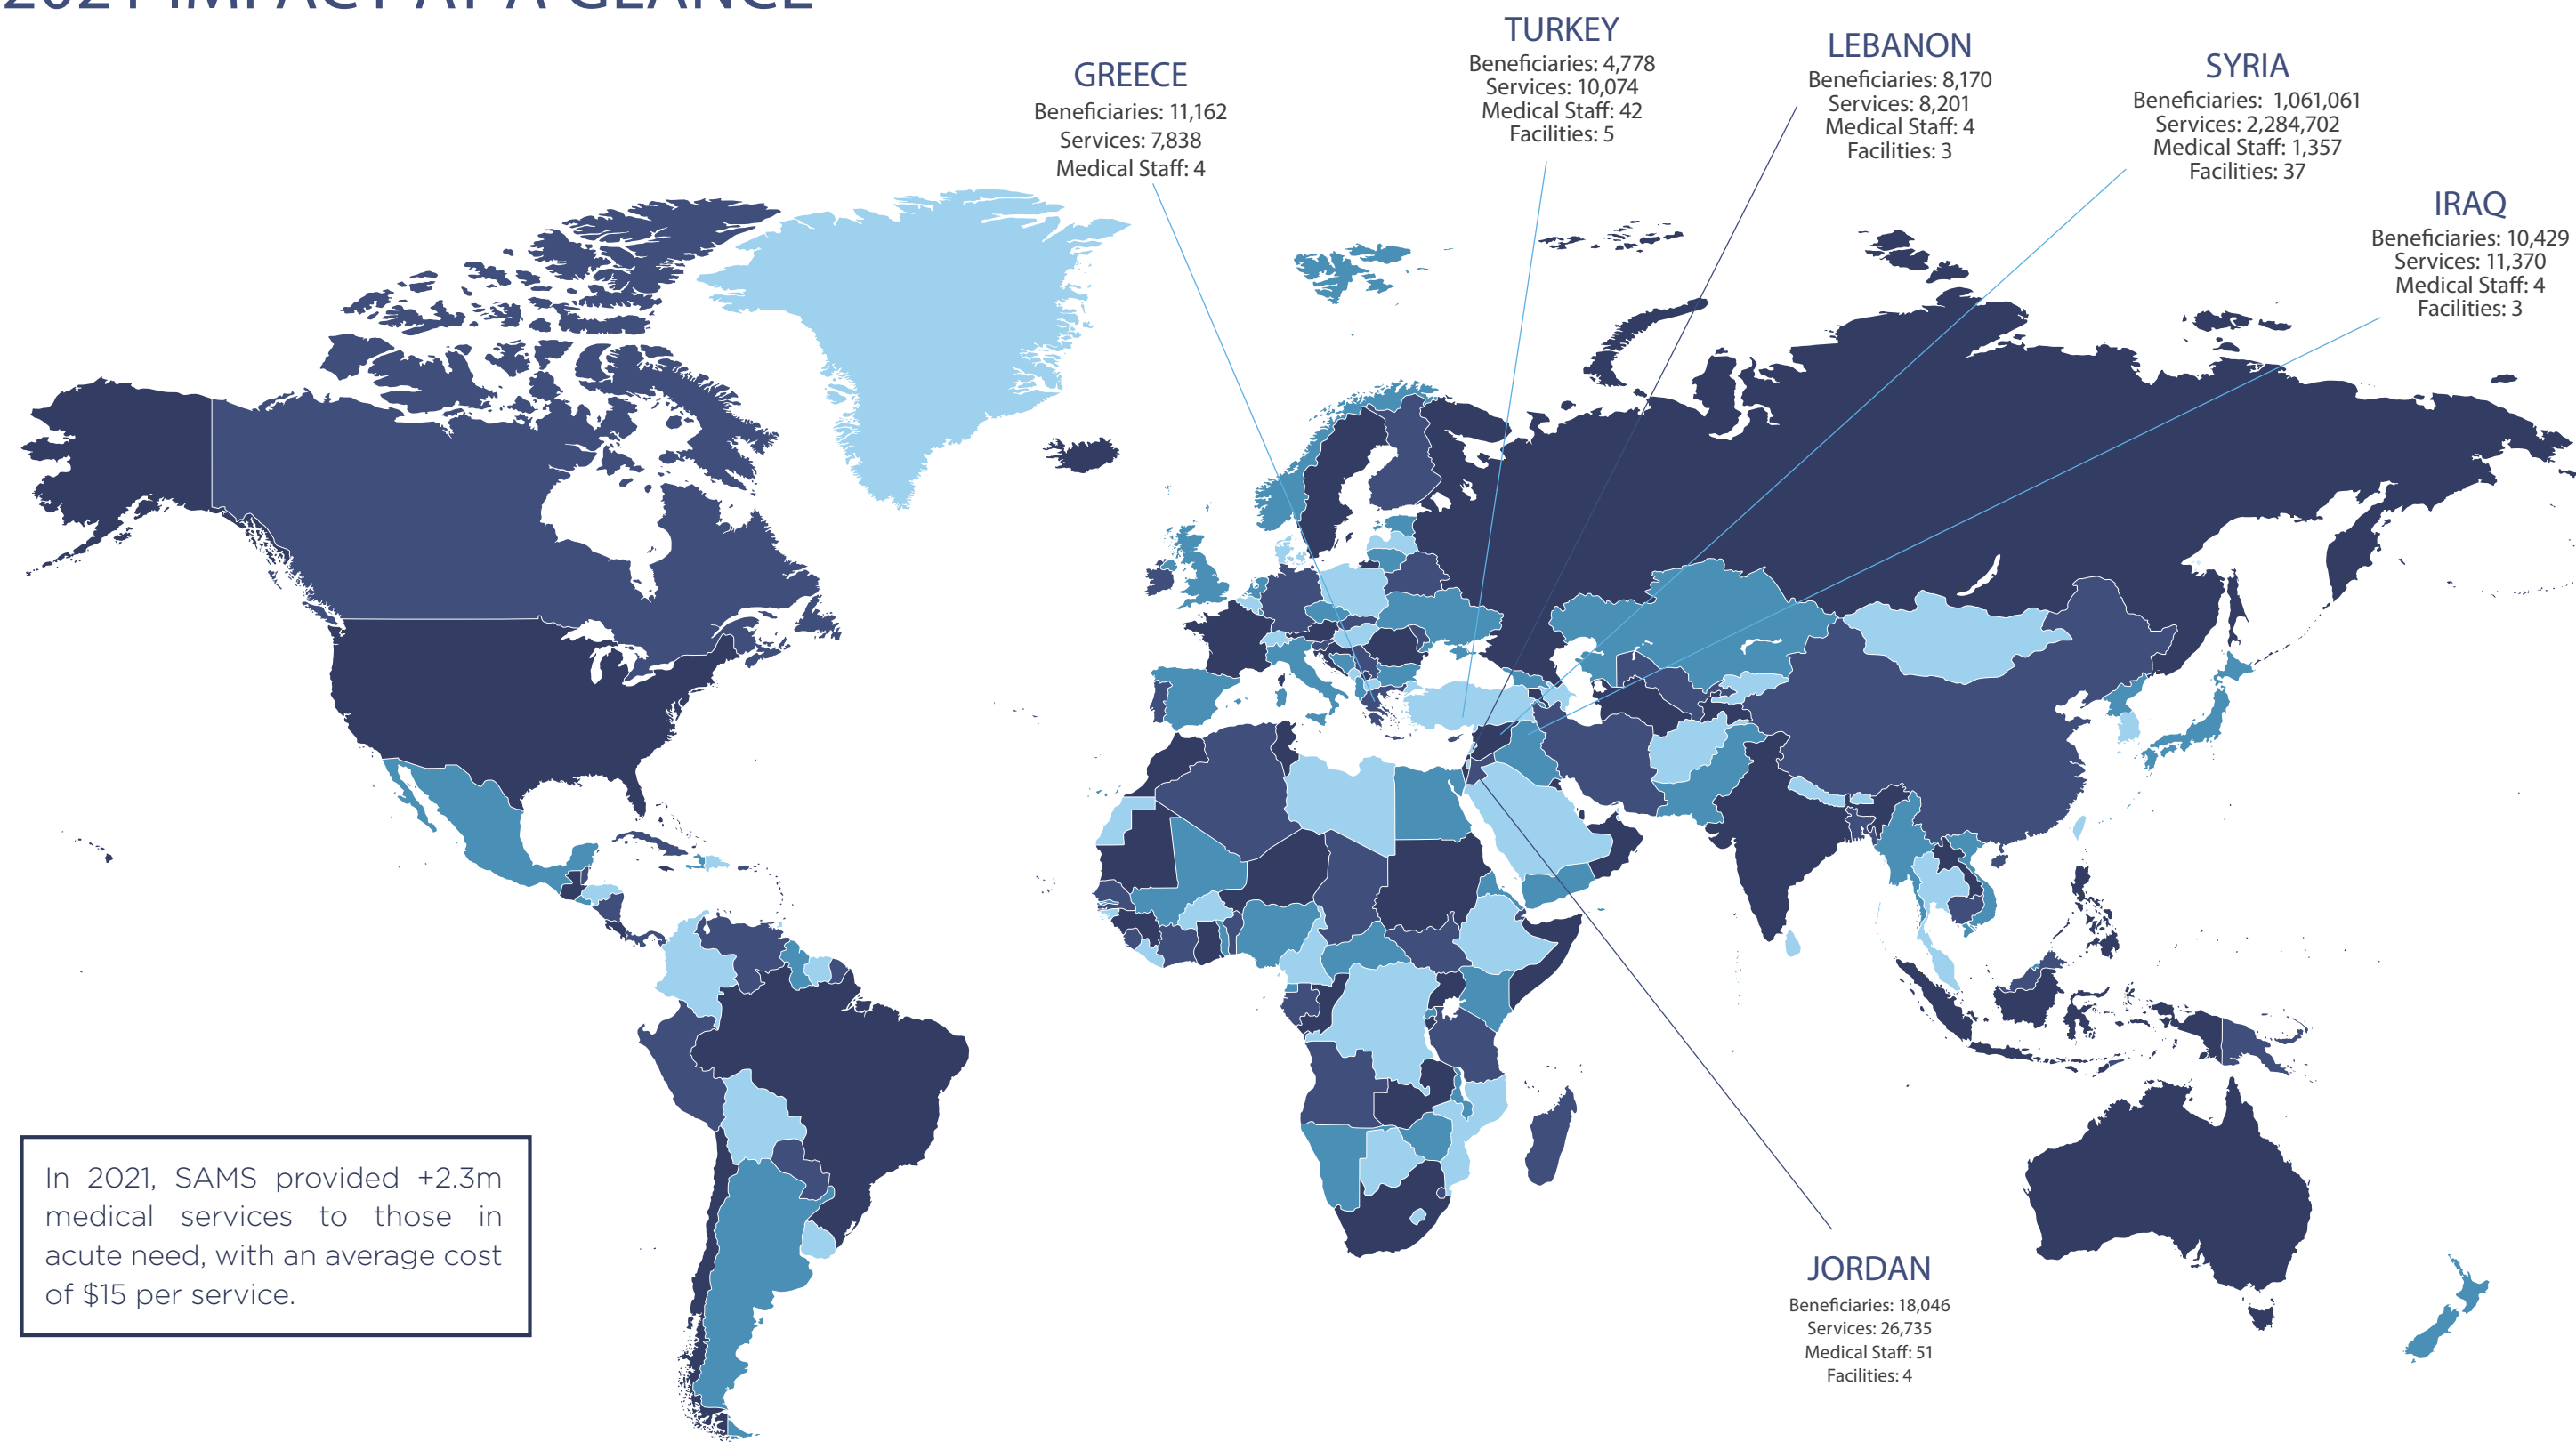 2021 IMPACT AT A GLANCE
GREECE
Beneficiaries: 11,162
Services: 7,838
Medical Staff: 4
TURKEY
Beneficiaries: 4,778
Services: 10,074
Medical Staff: 42
Facilities: 5
LEBANON
Beneficiaries: 8,170
Services: 8,201
Medical Staff: 4
Facilities: 3
SYRIA
Beneficiaries: 1,061,061
Services: 2,284,702
Medical Staff: 1,357
Facilities: 37
IRAQ
Beneficiaries: 10,429
Services: 11,370
Medical Staff: 4
Facilities: 3
In 2021, SAMS provided +2.3m
medical services to those in
acute need, with an average cost
of $15 per service.
JORDAN
Beneficiaries: 18,046
Services: 26,735
Medical Staff: 51
Facilities: 4